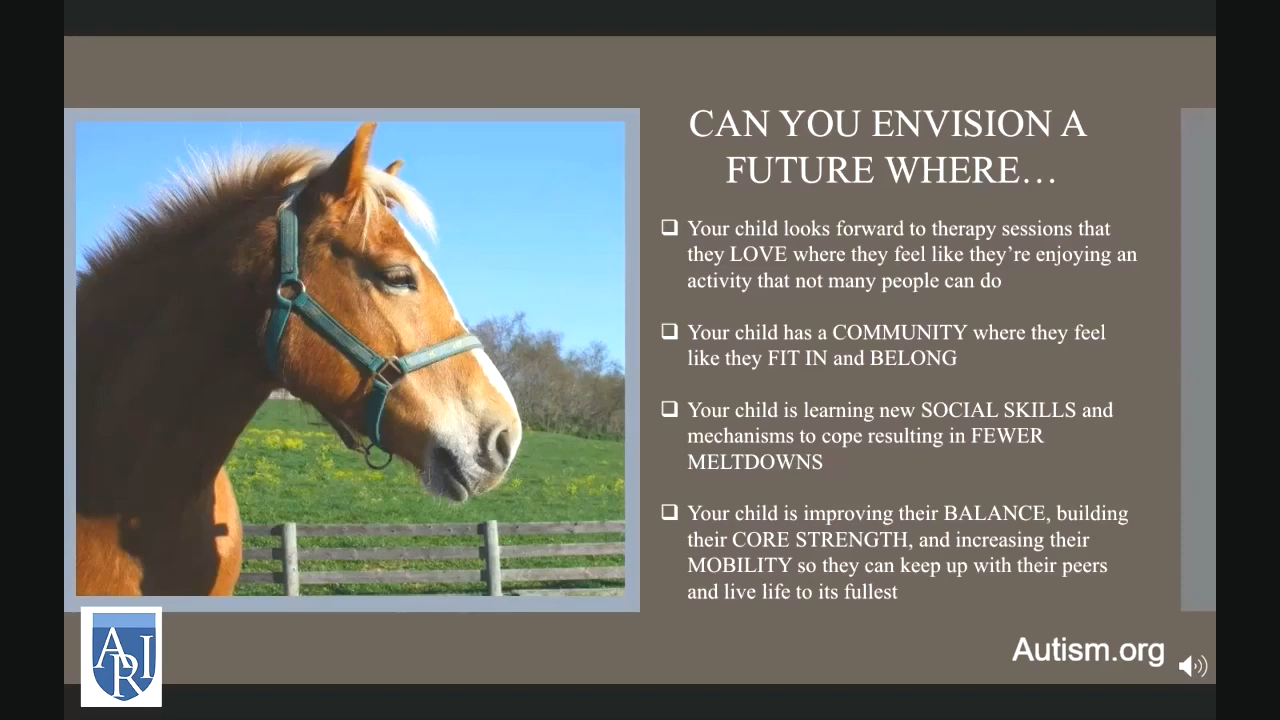 CAN YOU ENVISION A
FUTURE WHERE…
❑ Your child looks forward to therapy sessions that
they LOVE where they feel like they’re enjoying an
activity that not many people can do
❑ Your child has a COMMUNITY where they feel
like they FIT IN and BELONG
❑ Your child is learning new SOCIAL SKILLS and
mechanisms to cope resulting in FEWER
MELTDOWNS
❑ Your child is improving their BALANCE, building
their CORE STRENGTH, and increasing their
MOBILITY so they can keep up with their peers
and live life to its fullest
ARI
Autism.org